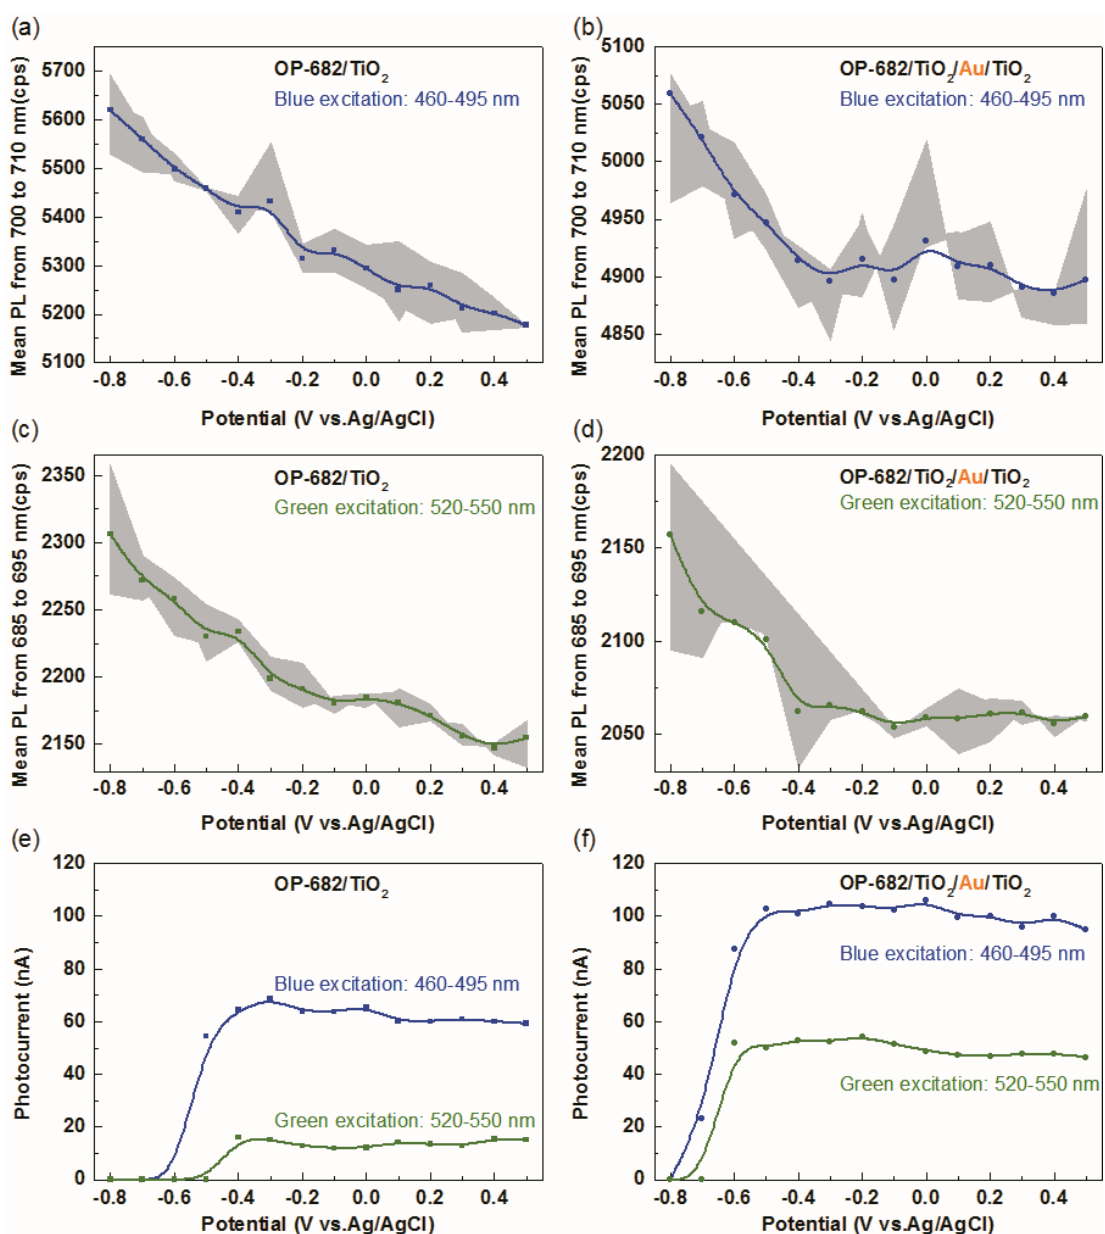 (a)
OP-682/TiO2
Blue excitation: 460-495 nm
Mean PL from 700 to 710 nm(cps)
5700
5600
5500
5400
5300
5200
5100
-0.8 -0.6 -0.4 -0.2 0.0 0.2 0.4
Potential (V vs.Ag/AgCl)
(b)
OP-682/TiO2/Au/TiO2
Blue excitation: 460-495 nm
Mean PL from 700 to 710 nm(cps)
5100
5050
5000
4950
4900
4850
-0.8 -0.6 -0.4 -0.2 0.0 0.2 0.4
Potential (V vs.Ag/AgCl)
(c)
OP-682/TiO2
Green excitation: 520-550 nm
Mean PL from 685 to 695 nm(cps)
2350
2300
2250
2200
2150
-0.8 -0.6 -0.4 -0.2 0.0 0.2 0.4
Potential (V vs.Ag/AgCl)
(d)
OP-682/TiO2/Au/TiO2
Green excitation: 520-550 nm
Mean PL from 685 to 695 nm(cps)
2200
2150
2100
2050
-0.8 -0.6 -0.4 -0.2 0.0 0.2 0.4
Potential (V vs.Ag/AgCl)
(e)
OP-682/TiO2
Photocurrent (nA)
120
100
80
60
40
20
0
Blue excitation: 460-495 nm
Green excitation: 520-550 nm
-0.8 -0.6 -0.4 -0.2 0.0 0.2 0.4
Potential (V vs.Ag/AgCl)
(f)
OP-682/TiO2/Au/TiO2
Photocurrent (nA)
120
100
80
60
40
20
0
Blue excitation: 460-495 nm
Green excitation: 520-550 nm
-0.8 -0.6 -0.4 -0.2 0.0 0.2 0.4
Potential (V vs.Ag/AgCl)